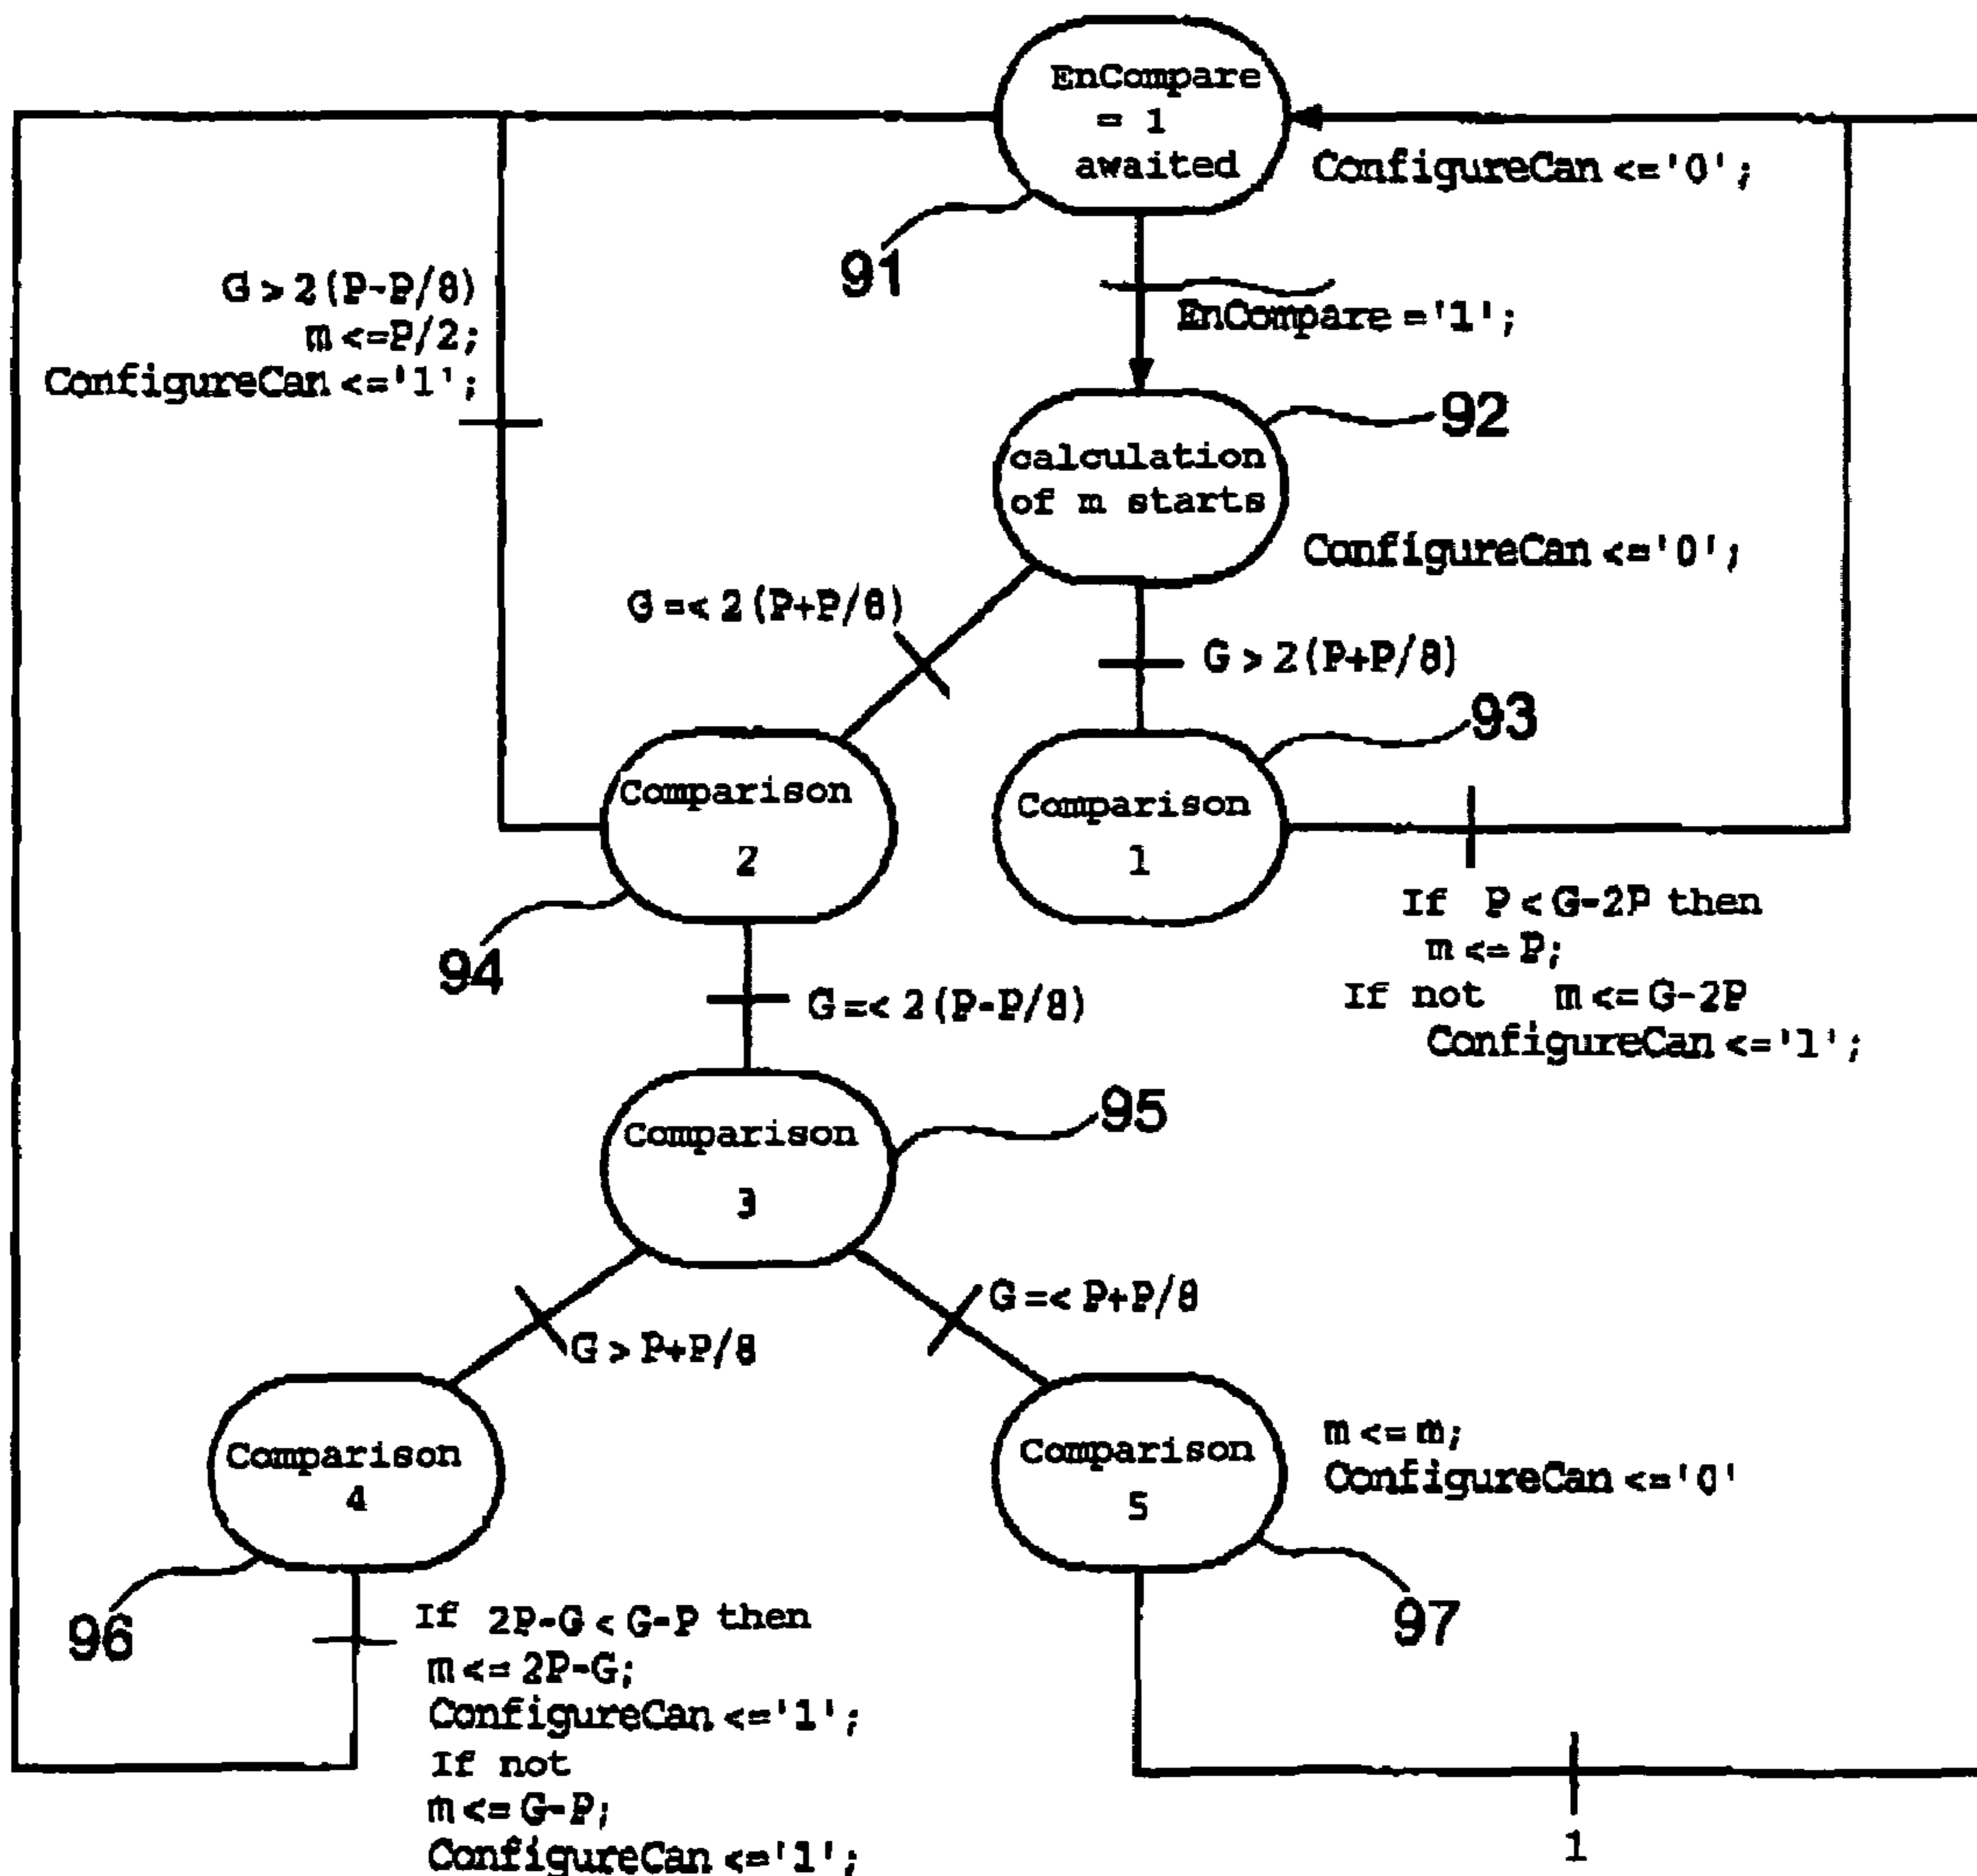 EnCompare
= 1
awaited
ConfigureCan <='0';
91
EnCompare ='1';
G > 2(P-P/8)
m <=P/2;
ConfigureCan <='1';
92
calculation
of m starts
ConfigureCan <='0';
G =< 2(P+P/8)
G > 2(P+P/8)
93
Comparison
2
Comparison
1
94
If P < G-2P then
m <= P;
If not m <= G-2P
ConfigureCan <='1';
G =< 2(P-P/8)
95
Comparison
3
G =< P+P/8
G > P+P/8
Comparison
4
Comparison
5
m <= m;
ConfigureCan <='0'
96
97
If 2P-G < G-P then
m <= 2P-G;
ConfigureCan <='1';
If not
m <= G-P;
ConfigureCan <='1';
1